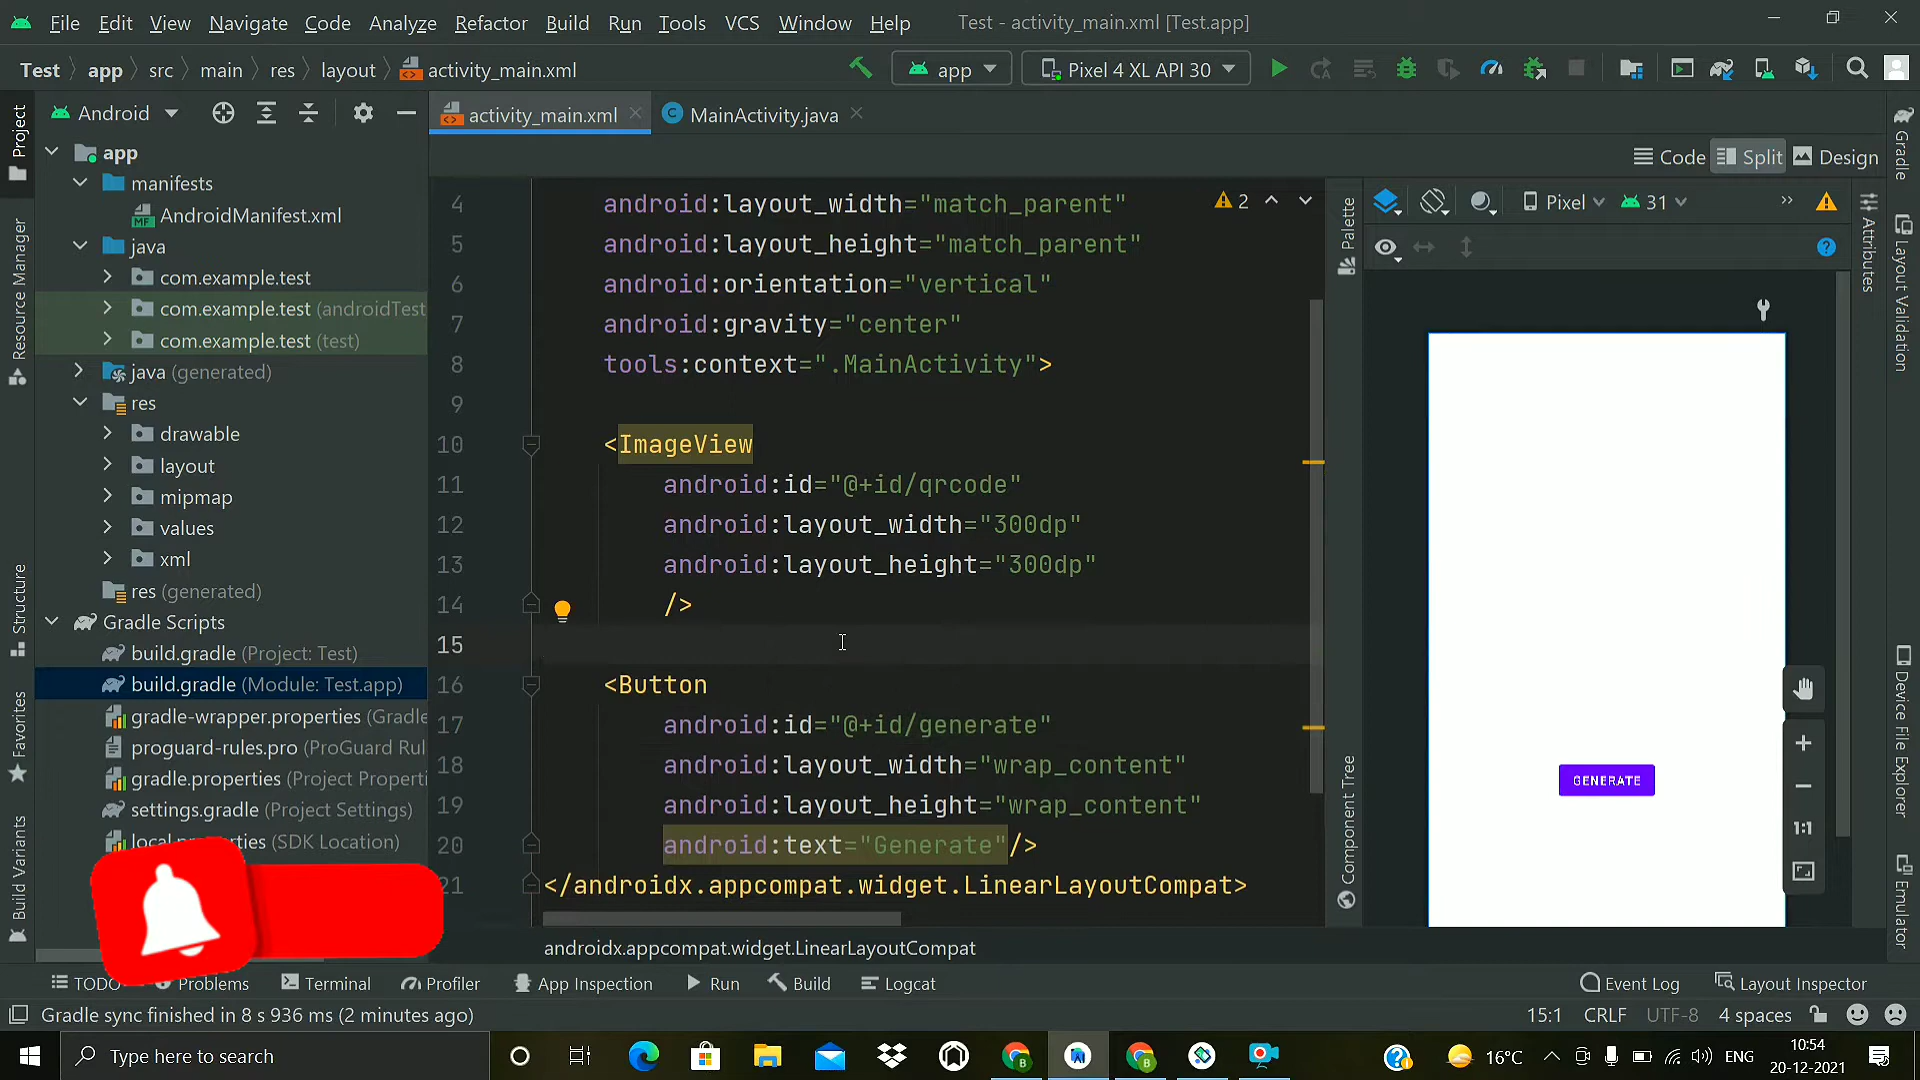 File Edit View Navigate Code Analyze Refactor Build Run Tools VCS Window Help Test - activity_main.xml [Test.app]
Test app src main res layout activity_main.xml app Pixel 4 XL API 30
Android activity_main.xml MainActivity.java
Code Split Design
Project
Resource Manager
Structure
Favorites
Build Variants
app
manifests
AndroidManifest.xml
java
com.example.test
com.example.test (androidTest
com.example.test (test)
java (generated)
res
drawable
layout
mipmap
values
xml
res (generated)
Gradle Scripts
build.gradle (Project: Test)
build.gradle (Module: Test.app)
gradle-wrapper.properties (Gradle
proguard-rules.pro (ProGuard Rul
gradle.properties (Project Properti
settings.gradle (Project Settings)
local.properties (SDK Location)
4 android:layout_width="match_parent"
5 android:layout_height="match_parent"
6 android:orientation="vertical"
7 android:gravity="center"
8 tools:context=".MainActivity">
9
10 <ImageView
11 android:id="@+id/qrcode"
12 android:layout_width="300dp"
13 android:layout_height="300dp"
14 />
15
16 <Button
17 android:id="@+id/generate"
18 android:layout_width="wrap_content"
19 android:layout_height="wrap_content"
20 android:text="Generate"/>
21 </androidx.appcompat.widget.LinearLayoutCompat>
2
androidx.appcompat.widget.LinearLayoutCompat
Palette
Component Tree
Pixel 31
GENERATE
1:1
Attributes
Gradle
Layout Validation
Device File Explorer
Emulator
TODO Problems Terminal Profiler App Inspection Run Build Logcat Event Log Layout Inspector
Gradle sync finished in 8 s 936 ms (2 minutes ago) 15:1 CRLF UTF-8 4 spaces
Type here to search 16°C ENG 10:54
20-12-2021